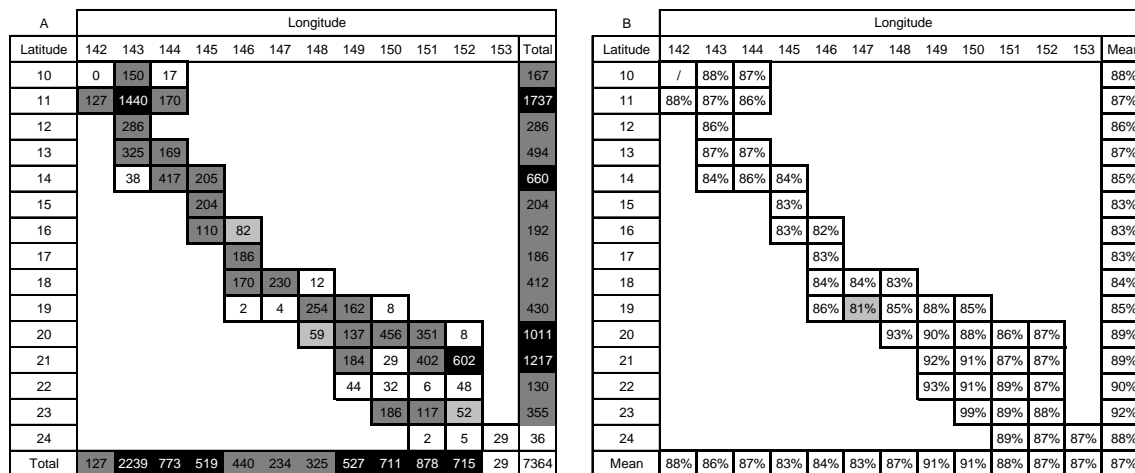 A Longitude
Latitude 142 143 144 145 146 147 148 149 150 151 152 153 Total
10 0 150 17 167
11 127 1440 170 1737
12 286 286
13 325 169 494
14 38 417 205 660
15 204 204
16 110 82 192
17 186 186
18 170 230 12 412
19 2 4 254 162 8 430
20 59 137 456 351 8 1011
21 184 29 402 602 1217
22 44 32 6 48 130
23 186 117 52 355
24 2 5 29 36
Total 127 2239 773 519 440 234 325 527 711 878 715 29 7364
B Longitude
Latitude 142 143 144 145 146 147 148 149 150 151 152 153 Mean
10 / 88% 87% 88%
11 88% 87% 86% 87%
12 86% 86%
13 87% 87% 87%
14 84% 86% 84% 85%
15 83% 83%
16 83% 82% 83%
17 83% 83%
18 84% 84% 83% 84%
19 86% 81% 85% 88% 85% 85%
20 93% 90% 88% 86% 87% 89%
21 92% 91% 87% 87% 89%
22 93% 91% 89% 87% 90%
23 99% 89% 88% 92%
24 89% 87% 87% 88%
Mean 88% 86% 87% 83% 84% 83% 87% 91% 91% 88% 87% 87% 87%